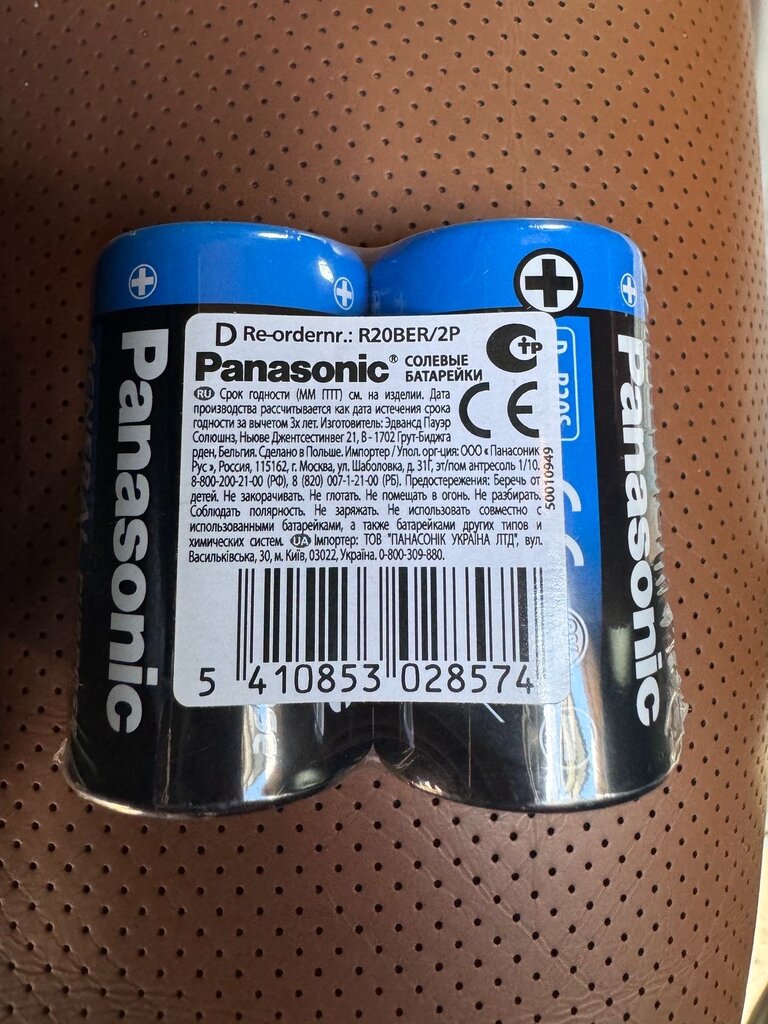 D Re-ordernr.: R20BER/2P
Panasonic® СОЛЕВЫЕ
БАТАРЕЙКИ
RU Срок годности (ММ ГГГГ) см. на изделии. Дата
производства рассчитывается как дата истечения срока
годности за вычетом 3х лет. Изготовитель: Эдвансд Пауэр
Солюшнз, Ньюве Джентсестинвег 21, B - 1702 Грут-Биджга
рден, Бельгия. Сделано в Польше. Импортер / Упол. орг-ция: ООО « Панасоник
Рус », Россия, 115162, г. Москва, ул. Шаболовка, д. 31Г, эт/пом антресоль 1/10.
8-800-200-21-00 (РФ), 8 (820) 007-1-21-00 (РБ). Предостережения: Беречь от
детей. Не закорачивать. Не глотать. Не помещать в огонь. Не разбирать.
Соблюдать полярность. Не заряжать. Не использовать совместно с
использованными батарейками, а также батарейками других типов и
химических систем. UA Імпортер: ТОВ "ПАНАСОНІК УКРАЇНА ЛТД", вул.
Васильківська, 30, м. Київ, 03022, Україна. 0-800-309-880.
50010949
5 410853 028574
CE
Panasonic
Panasonic